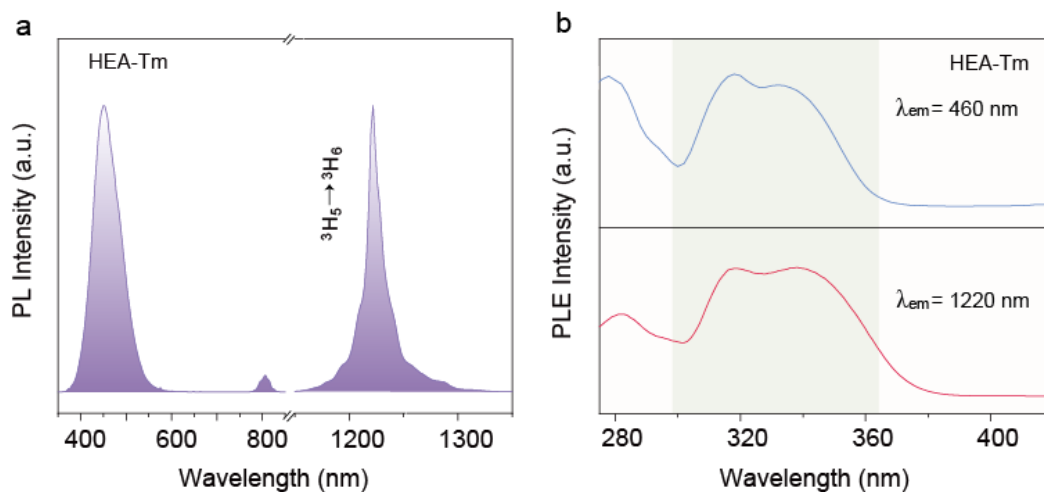 a
HEA-Tm
PL Intensity (a.u.)
³H₅→³H₆
400 600 800 1200 1300
Wavelength (nm)
b
HEA-Tm
λem = 460 nm
λem = 1220 nm
PLE Intensity (a.u.)
280 320 360 400
Wavelength (nm)